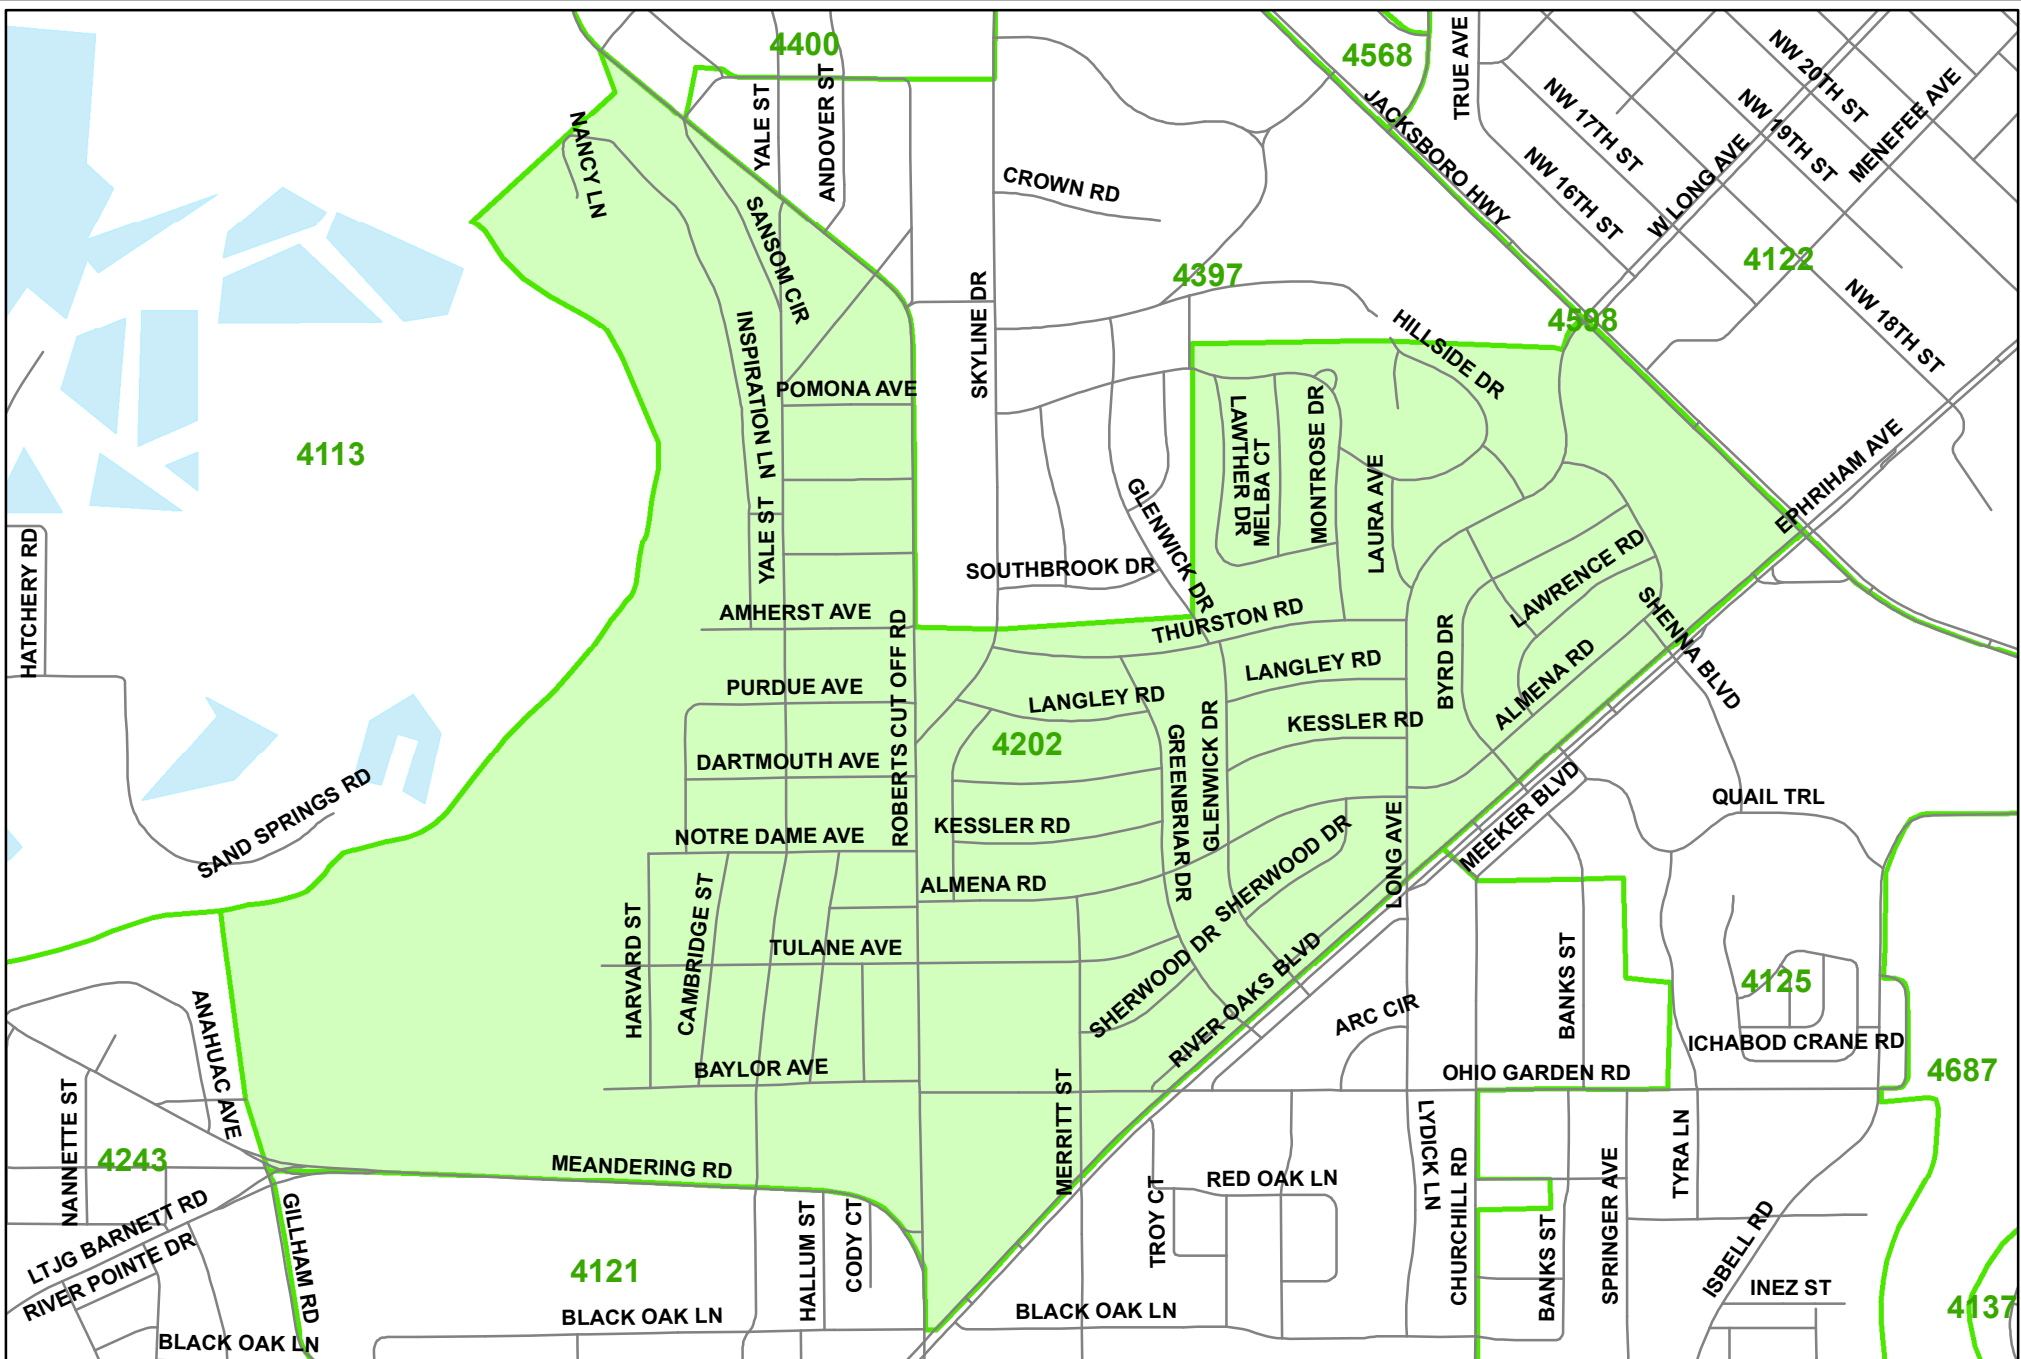 4400
4568
TRUE AVE
NW 20TH ST
MENEFEE AVE
YALE ST
ANDOVER ST
NANCY LN
JACKSBORO HWY
NW 17TH ST
NW 19TH ST
NW 16TH ST
W LONG AVE
CROWN RD
SANSOM CIR
4397
4122
NW 18TH ST
SKYLINE DR
4598
HILLSIDE DR
INSPIRATION LN
POMONA AVE
LAWTHER DR
MELBA CT
MONTROSE DR
LAURA AVE
4113
EPHRIHAM AVE
GLENWICK DR
YALE ST
HATCHERY RD
SOUTHBROOK DR
LAWRENCE RD
SHENNA BLVD
AMHERST AVE
THURSTON RD
ROBERTS CUT OFF RD
BYRD DR
LANGLEY RD
ALMENA RD
PURDUE AVE
LANGLEY RD
KESSLER RD
4202
GREENBRIAR DR
GLENWICK DR
DARTMOUTH AVE
SAND SPRINGS RD
MEEKER BLVD
QUAIL TRL
KESSLER RD
NOTRE DAME AVE
SHERWOOD DR
LONG AVE
ALMENA RD
HARVARD ST
CAMBRIDGE ST
TULANE AVE
SHERWOOD DR
RIVER OAKS BLVD
BANKS ST
4125
ANAHUAC AVE
ARC CIR
ICHABOD CRANE RD
BAYLOR AVE
OHIO GARDEN RD
4687
NANNETTE ST
4243
MERRITT ST
LYDICK LN
TYRA LN
MEANDERING RD
RED OAK LN
CHURCHILL RD
SPRINGER AVE
LTJG BARNETT RD
RIVER POINTE DR
GILLHAM RD
HALLUM ST
CODY CT
TROY CT
BANKS ST
ISBELL RD
4121
INEZ ST
4137
BLACK OAK LN
BLACK OAK LN
BLACK OAK LN